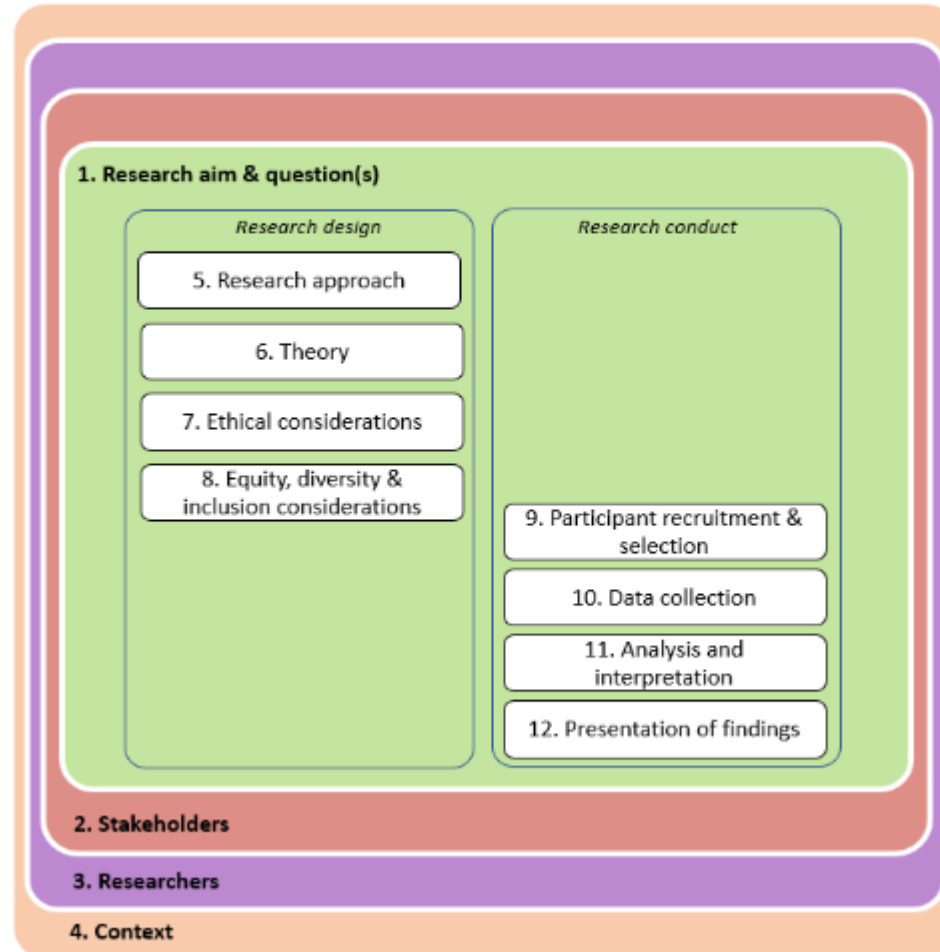 1. Research aim & question(s)
Research design
5. Research approach
6. Theory
7. Ethical considerations
8. Equity, diversity &
inclusion considerations
Research conduct
9. Participant recruitment &
selection
10. Data collection
11. Analysis and
interpretation
12. Presentation of findings
2. Stakeholders
3. Researchers
4. Context